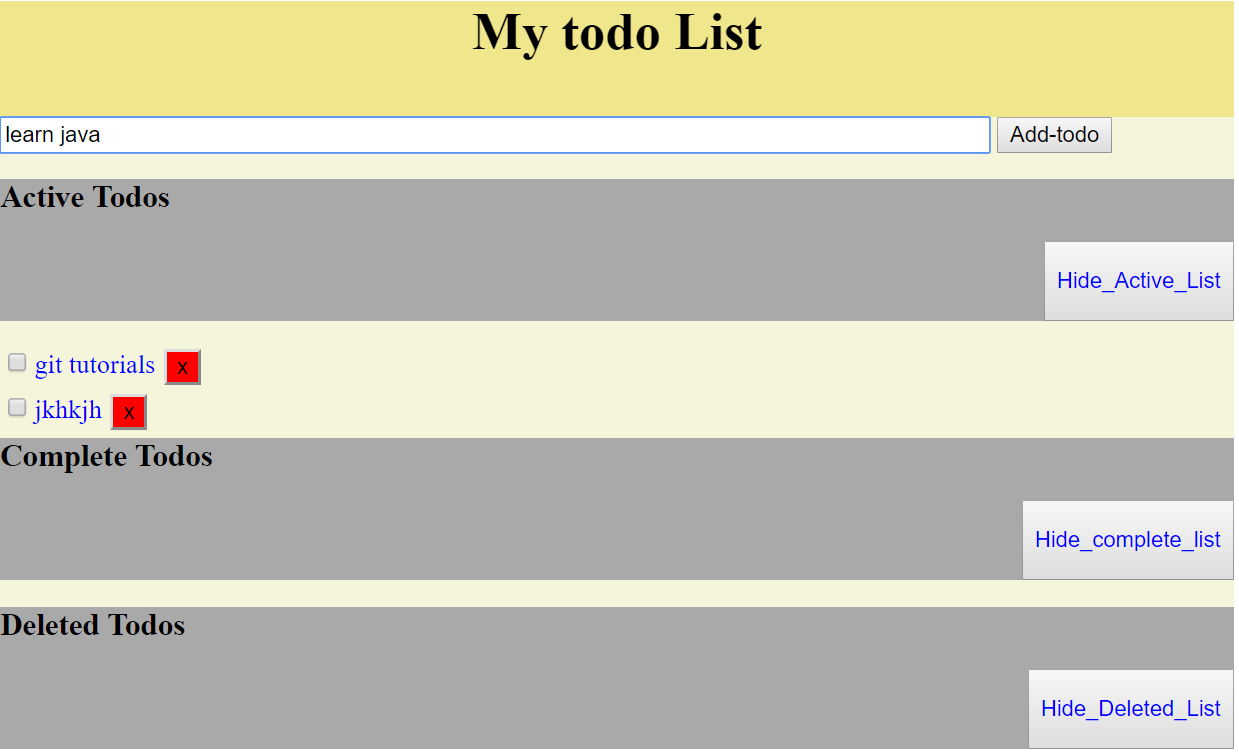 My todo List
learn java Add-todo
Active Todos
Hide_Active_List
git tutorials x
jkhkjh x
Complete Todos
Hide_complete_list
Deleted Todos
Hide_Deleted_List